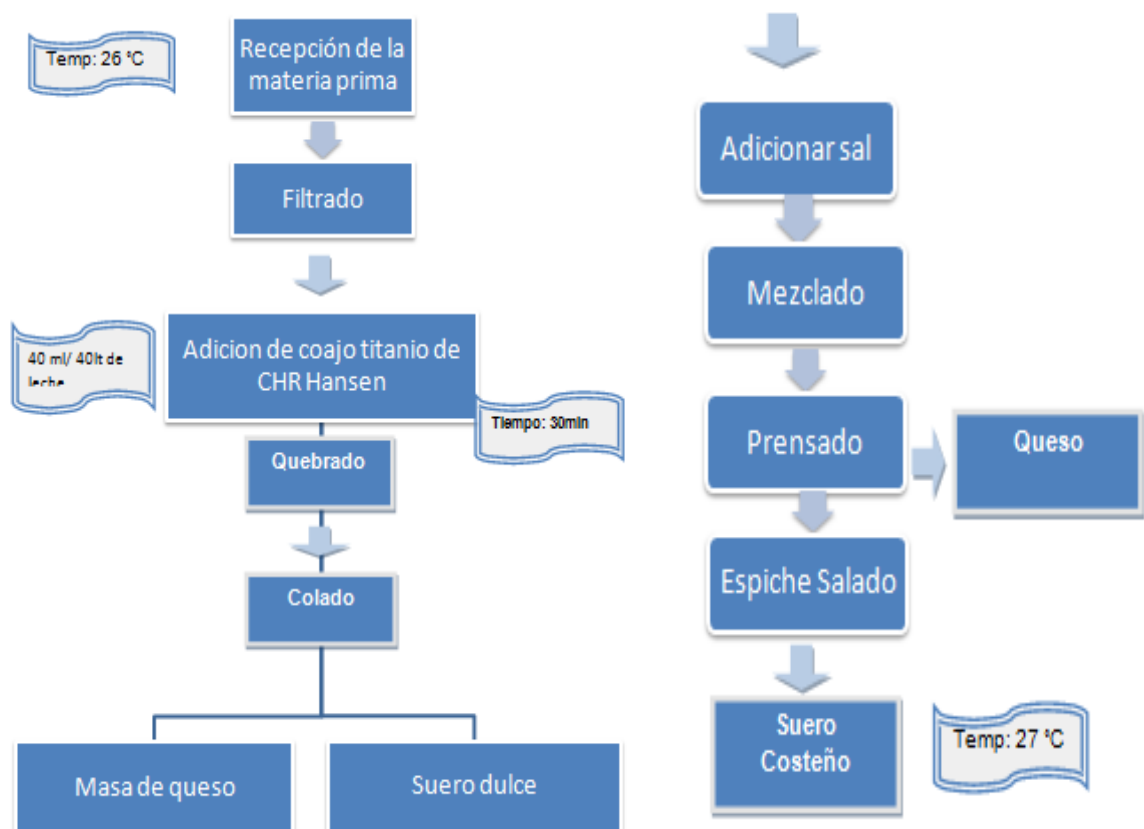 Temp: 26 °C
Recepción de la
materia prima
Filtrado
40 ml/ 40lt de
leche
Adicion de coajo titanio de
CHR Hansen
Tiempo: 30min
Quebrado
Colado
Masa de queso
Suero dulce
Adicionar sal
Mezclado
Prensado
Queso
Espiche Salado
Suero
Costeño
Temp: 27 °C